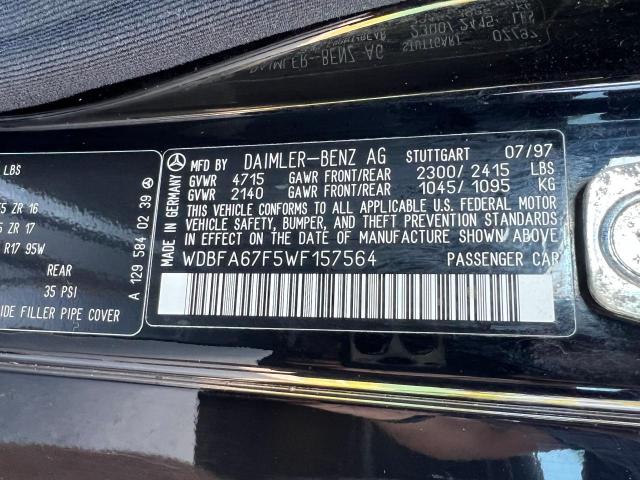 LBS
5 ZR 16
5 ZR 17
R17 95W
REAR
35 PSI
IDE FILLER PIPE COVER
A 129 584 02 39
MADE IN GERMANY
MFD BY DAIMLER-BENZ AG STUTTGART 07/97
GVWR 4715 GAWR FRONT/REAR 2300/ 2415 LBS
GVWR 2140 GAWR FRONT/REAR 1045/ 1095 KG
THIS VEHICLE CONFORMS TO ALL APPLICABLE U.S. FEDERAL MOTOR
VEHICLE SAFETY, BUMPER, AND THEFT PREVENTION STANDARDS
IN EFFECT ON THE DATE OF MANUFACTURE SHOWN ABOVE.
WDBFA67F5WF157564 PASSENGER CAR